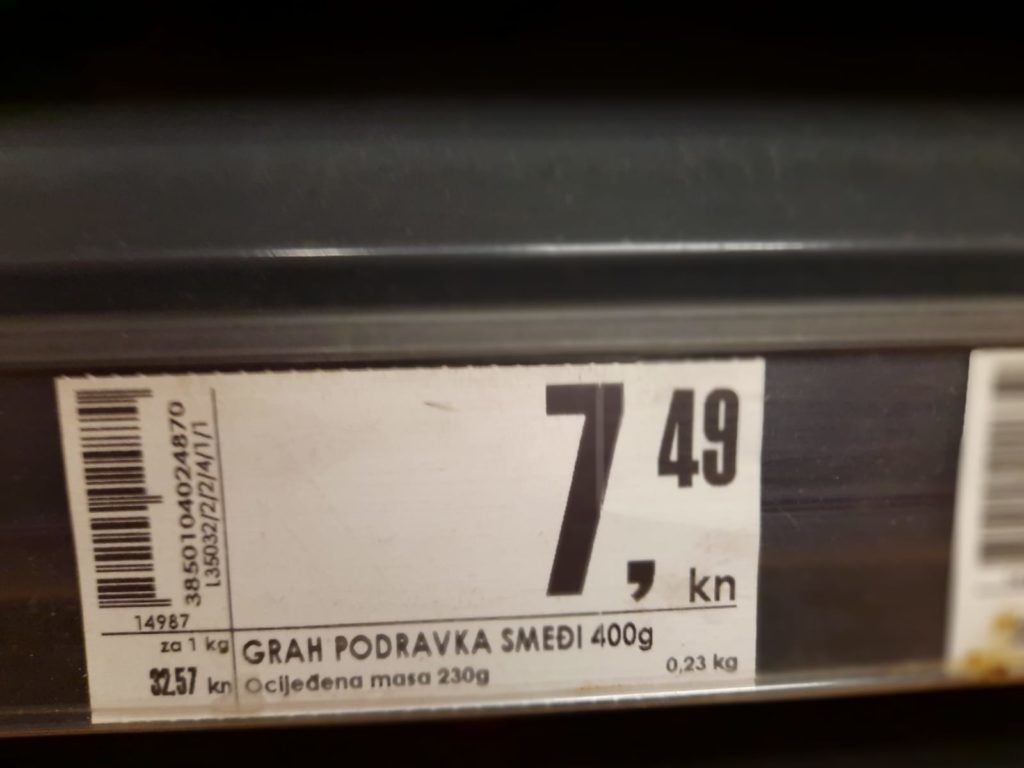 3850104024870
L35032/2/2/4/1/1
14987
7,49 kn
za 1 kg
32,57 kn
GRAH PODRAVKA SMEĐI 400g
Ocijeđena masa 230g
0,23 kg